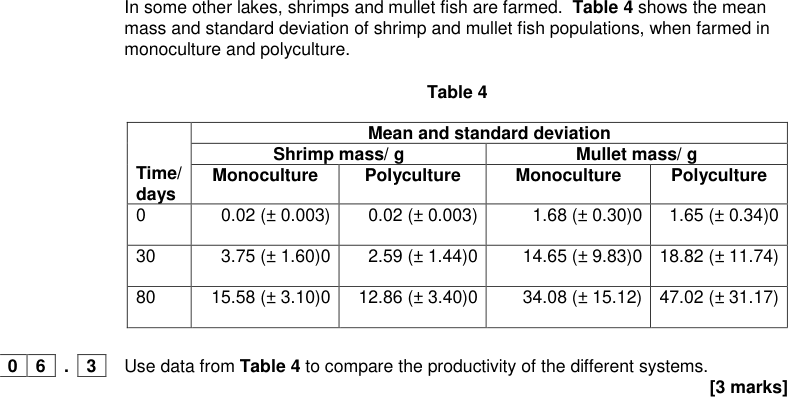 In some other lakes, shrimps and mullet fish are farmed. Table 4 shows the mean
mass and standard deviation of shrimp and mullet fish populations, when farmed in
monoculture and polyculture.
Table 4
Mean and standard deviation
Shrimp mass/ g Mullet mass/ g
Time/
days Monoculture Polyculture Monoculture Polyculture
0 0.02 (± 0.003) 0.02 (± 0.003) 1.68 (± 0.30)0 1.65 (± 0.34)0
30 3.75 (± 1.60)0 2.59 (± 1.44)0 14.65 (± 9.83)0 18.82 (± 11.74)
80 15.58 (± 3.10)0 12.86 (± 3.40)0 34.08 (± 15.12) 47.02 (± 31.17)
0 6 . 3 Use data from Table 4 to compare the productivity of the different systems.
[3 marks]